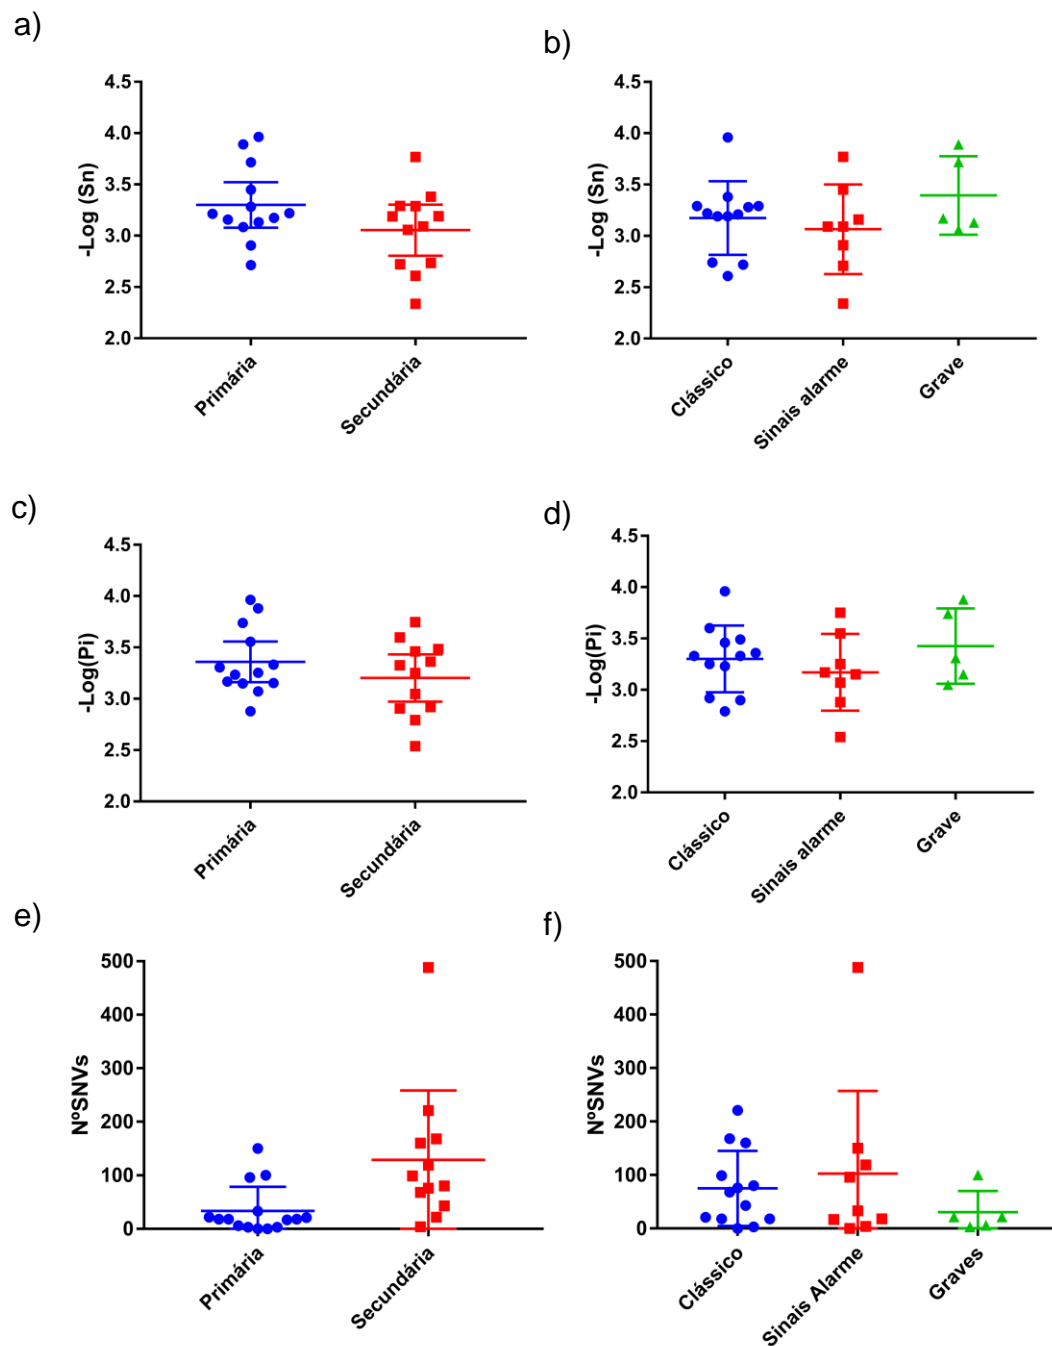 a)
-Log (Sn)
4.5
4.0
3.5
3.0
2.5
2.0
Primária
Secundária
b)
-Log (Sn)
4.5
4.0
3.5
3.0
2.5
2.0
Clássico
Sinais alarme
Grave
c)
-Log(Pi)
4.5
4.0
3.5
3.0
2.5
2.0
Primária
Secundária
d)
-Log(Pi)
4.5
4.0
3.5
3.0
2.5
2.0
Clássico
Sinais alarme
Grave
e)
NºSNVs
500
400
300
200
100
0
Primária
Secundária
f)
NºSNVs
500
400
300
200
100
0
Clássico
Sinais Alarme
Graves